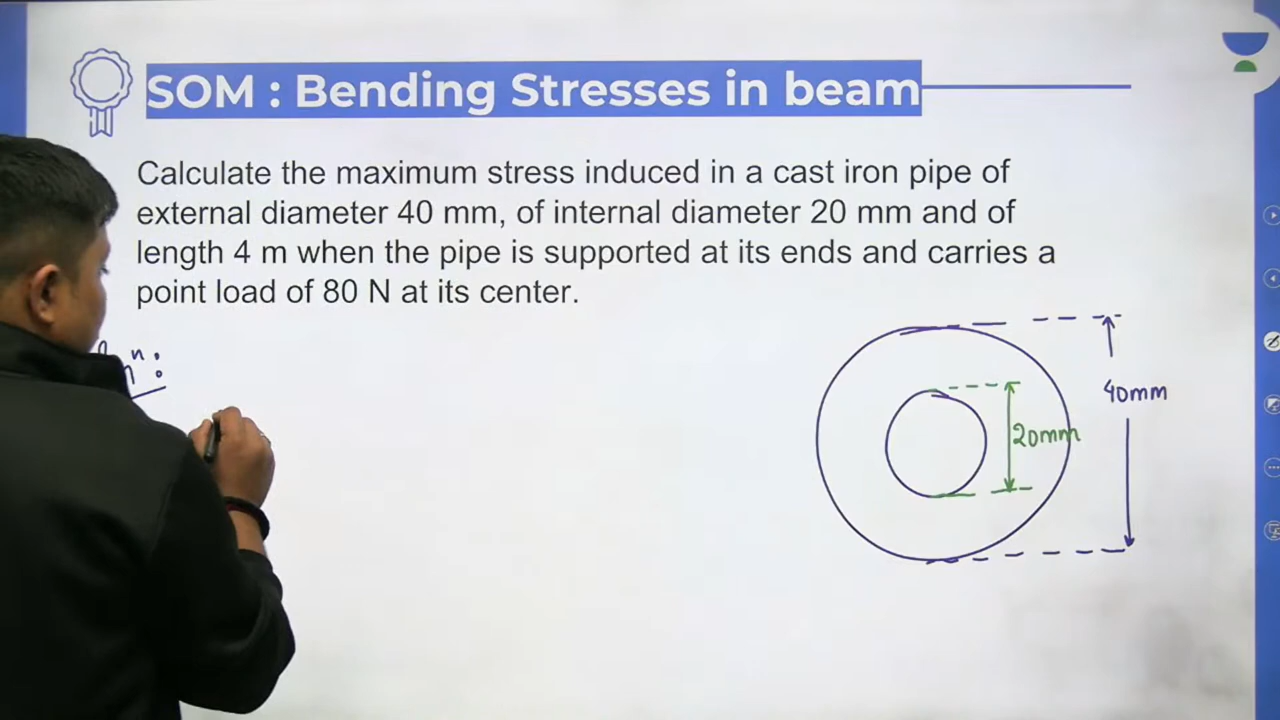 SOM : Bending Stresses in beam
Calculate the maximum stress induced in a cast iron pipe of
external diameter 40 mm, of internal diameter 20 mm and of
length 4 m when the pipe is supported at its ends and carries a
point load of 80 N at its center.
40mm
20mm